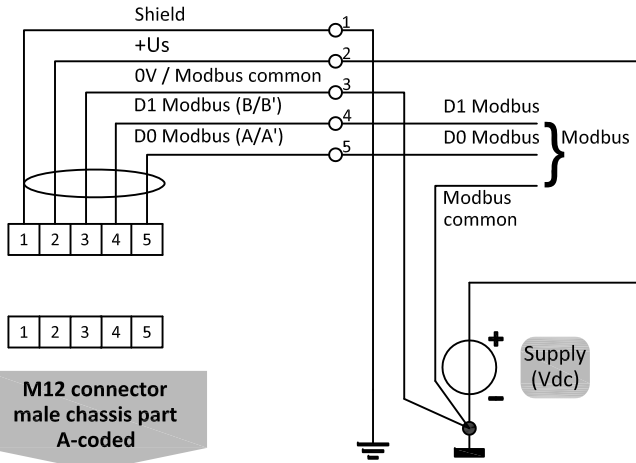 Shield
1
+Us
2
0V / Modbus common
3
D1 Modbus (B/B')
4
D1 Modbus
D0 Modbus (A/A')
5
D0 Modbus
Modbus
Modbus
common
1 2 3 4 5
1 2 3 4 5
+
Supply
(Vdc)
−
M12 connector
male chassis part
A-coded